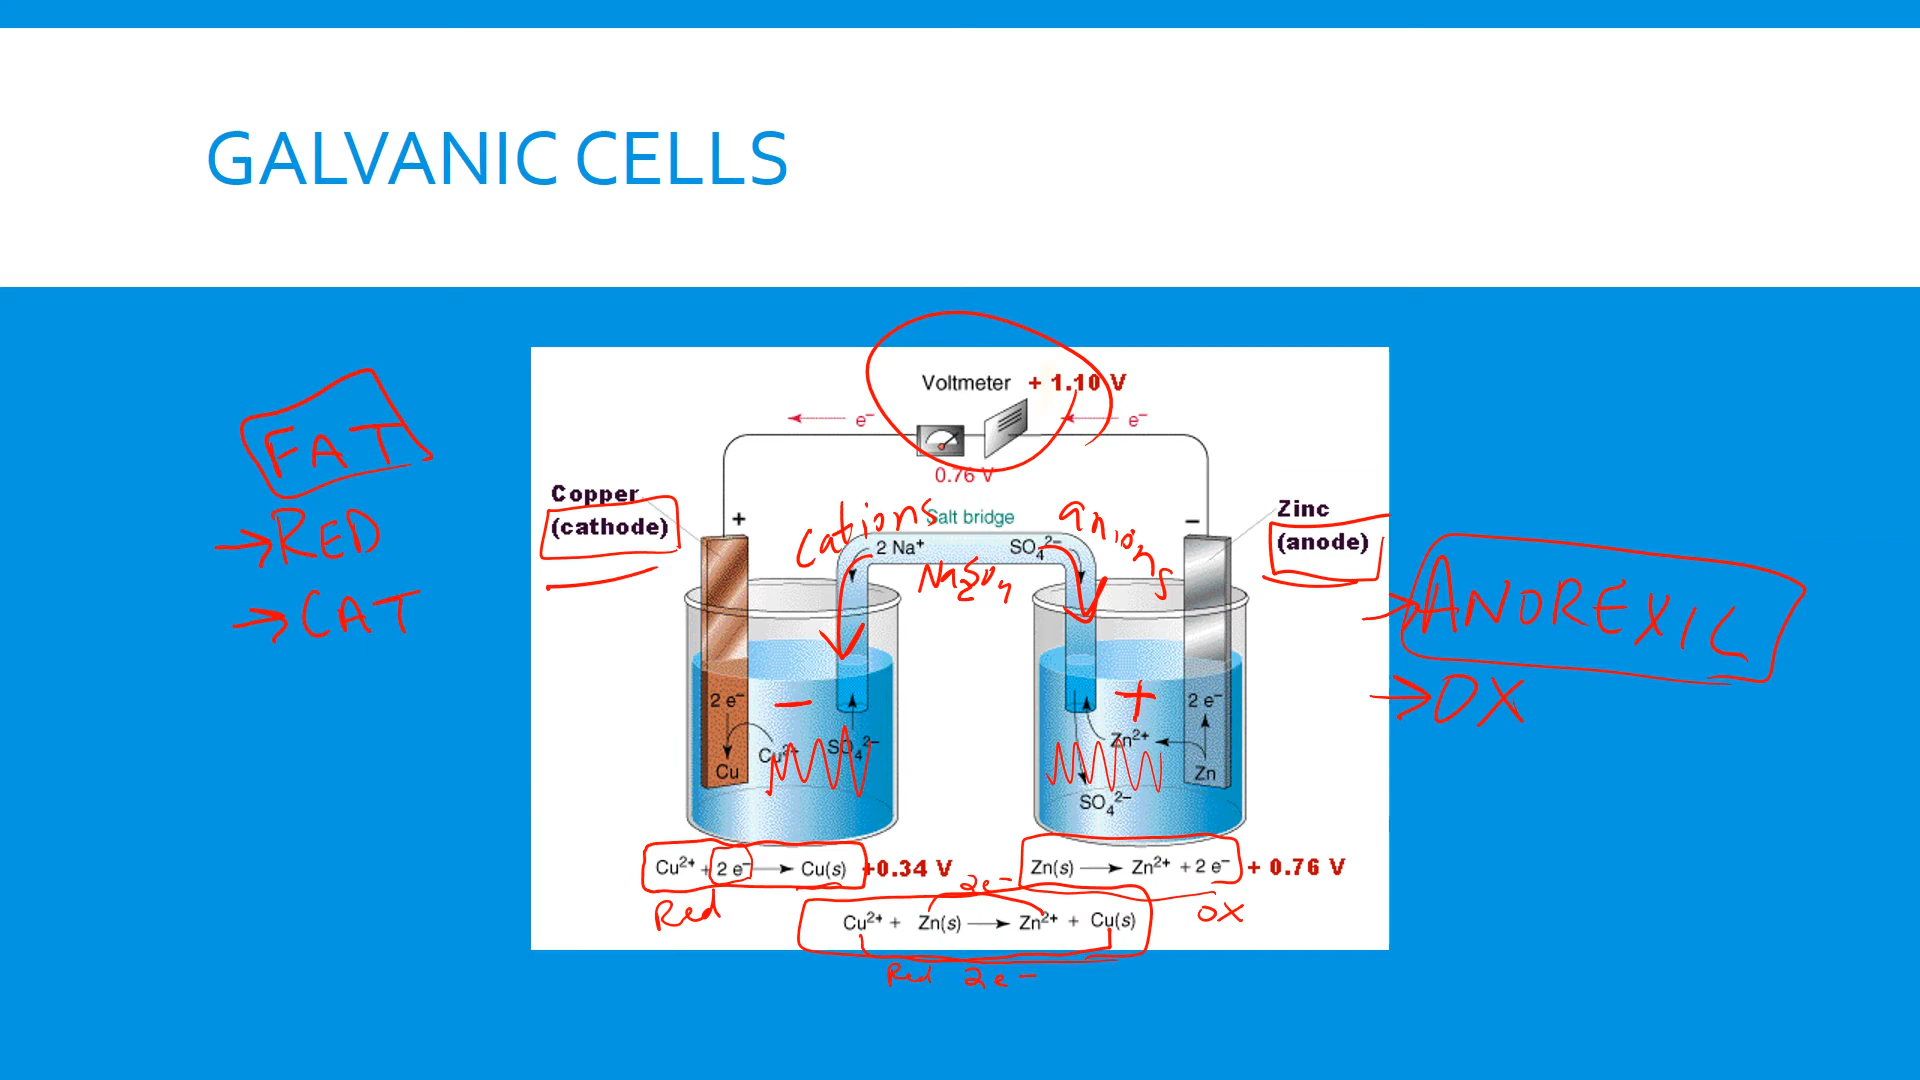 GALVANIC CELLS
Voltmeter + 1.10 V
e⁻ e⁻
0.76 V
FAT
RED
CAT
Copper
(cathode)
+
cations
Salt bridge
anions
2 Na⁺ SO₄²⁻
Na₂SO₄
−
Zinc
(anode)
ANOREXIC
OX
2 e⁻
−
Cu²⁺
SO₄²⁻
Cu
+
2 e⁻
Zn²⁺
Zn
SO₄²⁻
Cu²⁺ + 2 e⁻ → Cu(s) +0.34 V
Red
Zn(s) → Zn²⁺ + 2 e⁻ + 0.76 V
OX
2e−
Cu²⁺ + Zn(s) → Zn²⁺ + Cu(s)
Red 2e−